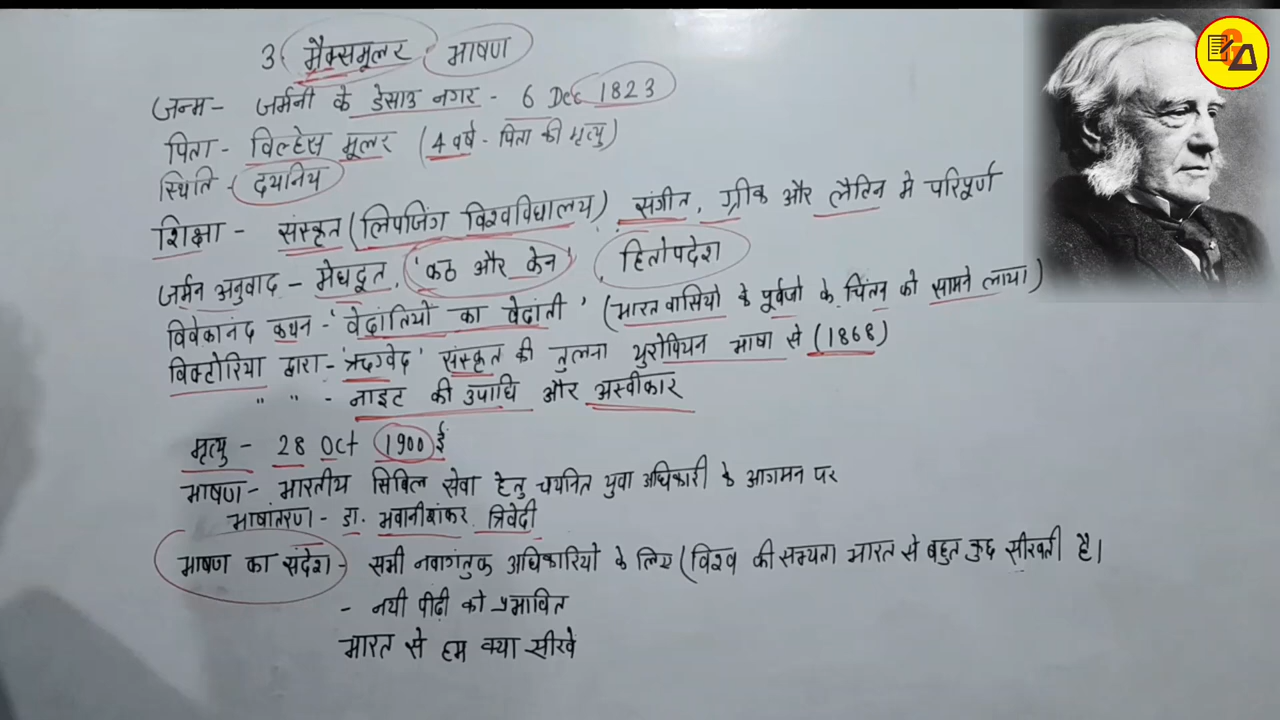 3. मैक्समूलर भाषण
जन्म - जर्मनी के डेसाउ नगर - 6 Dec 1823
पिता - विल्हेस मूलर (4 वर्ष - पिता की मृत्यु)
स्थिति - दयनिय
शिक्षा - संस्कृत (लिपजिंग विश्वविद्यालय) संगीत, ग्रीक और लैटिन मे परिपूर्ण
जर्मन अनुवाद - मेघदूत, 'कठ और केन' हितोपदेश
विवेकानंद कथन - 'वेदांतियो का वेदांती' (भारत वासियो के पूर्वजो के चिंतन को सामने लाया)
विक्टोरिया द्वारा - 'ऋग्वेद' संस्कृत की तुलना युरोपियन भाषा से (1868)
" " - नाइट की उपाधि और अस्वीकार
मृत्यु - 28 Oct 1900 ई
भाषण - भारतीय सिविल सेवा हेतु चयनित युवा अधिकारी के आगमन पर
भाषांतरण - डा. भवानीशंकर त्रिवेदी
भाषण का संदेश - सभी नवागंतुक अधिकारियो के लिए (विश्व की सभ्यता भारत से बहुत कुछ सीखती है।
- नयी पीढ़ी को प्रभावित
भारत से हम क्या सीखे